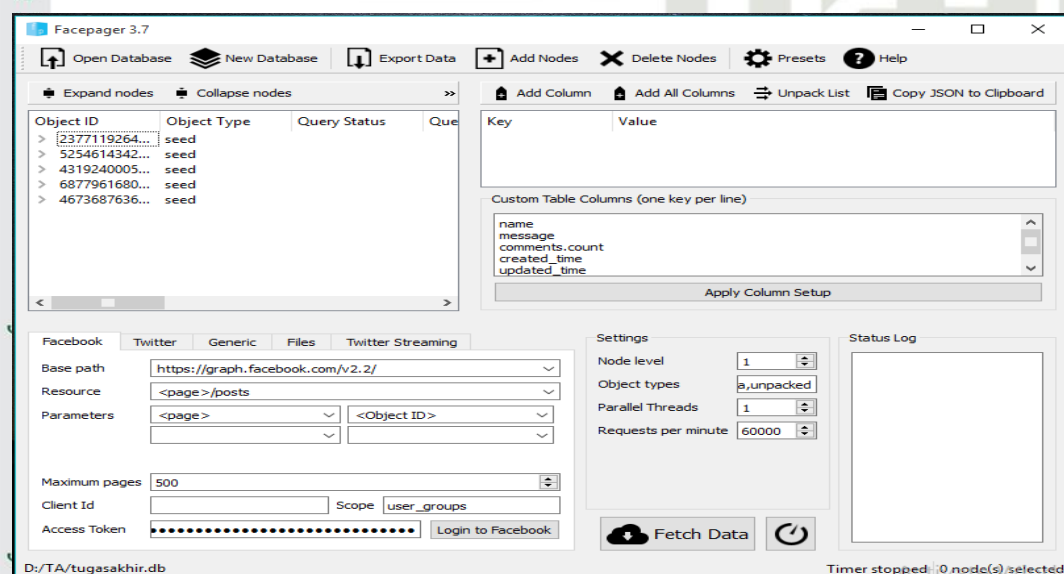 Facepager 3.7
Open Database New Database Export Data Add Nodes Delete Nodes Presets Help
Expand nodes Collapse nodes » Add Column Add All Columns Unpack List Copy JSON to Clipboard
Object ID Object Type Query Status Que Key Value
2377119264... seed
5254614342... seed
4319240005... seed
6877961680... seed
4673687636... seed
Custom Table Columns (one key per line)
name
message
comments.count
created_time
updated_time
Apply Column Setup
Facebook Twitter Generic Files Twitter Streaming
Base path https://graph.facebook.com/v2.2/
Resource <page>/posts
Parameters <page> <Object ID>
Maximum pages 500
Client Id Scope user_groups
Access Token Login to Facebook
Settings
Node level 1
Object types a,unpacked
Parallel Threads 1
Requests per minute 60000
Fetch Data
Status Log
D:/TA/tugasakhir.db Timer stopped 0 node(s) selected